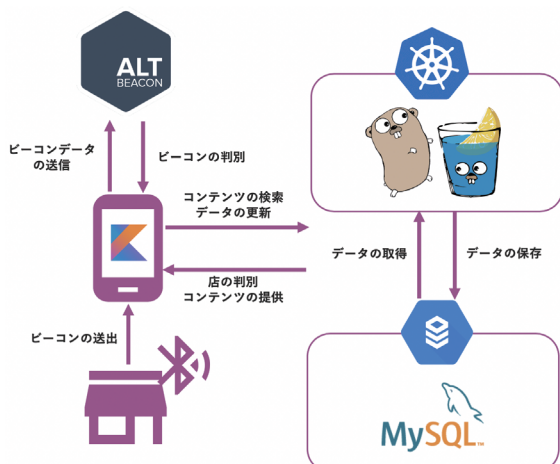 ALT
BEACON
ビーコンデータ
の送信
ビーコンの判別
コンテンツの検索
データの更新
店の判別
コンテンツの提供
ビーコンの送出
データの取得
データの保存
MySQL™